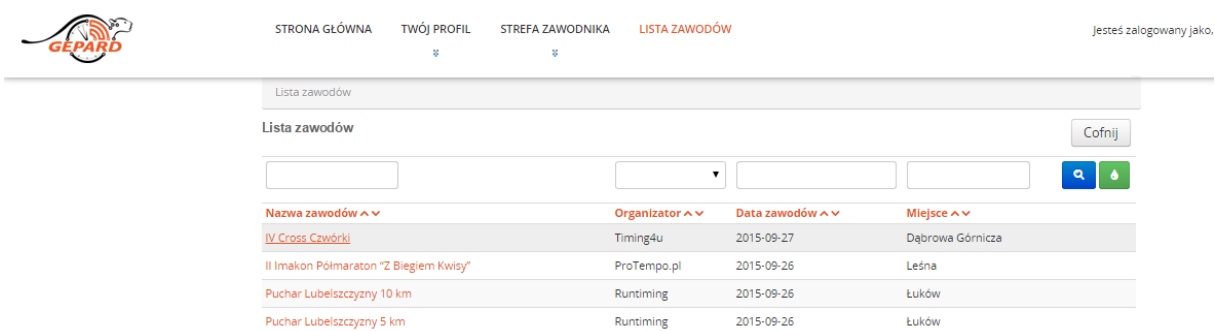 GEPARD
STRONA GŁÓWNA TWÓJ PROFIL STREFA ZAWODNIKA LISTA ZAWODÓW Jesteś zalogowany jako,
Lista zawodów
Lista zawodów Cofnij
Nazwa zawodów Organizator Data zawodów Miejsce
IV Cross Czwórki Timing4u 2015-09-27 Dąbrowa Górnicza
II Imakon Półmaraton "Z Biegiem Kwisy" ProTempo.pl 2015-09-26 Leśna
Puchar Lubelszczyzny 10 km Runtiming 2015-09-26 Łuków
Puchar Lubelszczyzny 5 km Runtiming 2015-09-26 Łuków